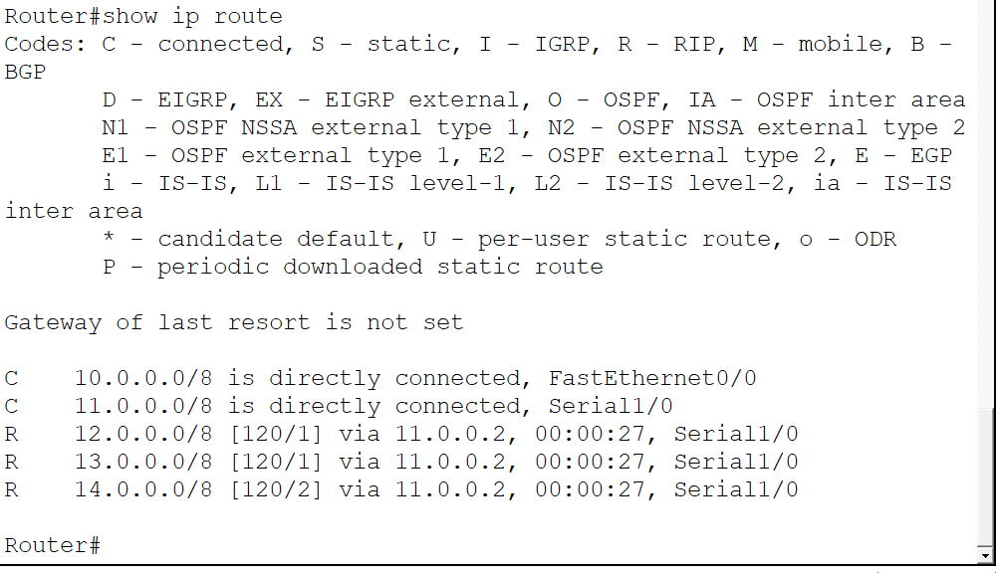 Router#show ip route
Codes: C - connected, S - static, I - IGRP, R - RIP, M - mobile, B -
BGP
       D - EIGRP, EX - EIGRP external, O - OSPF, IA - OSPF inter area
       N1 - OSPF NSSA external type 1, N2 - OSPF NSSA external type 2
       E1 - OSPF external type 1, E2 - OSPF external type 2, E - EGP
       i - IS-IS, L1 - IS-IS level-1, L2 - IS-IS level-2, ia - IS-IS
inter area
       * - candidate default, U - per-user static route, o - ODR
       P - periodic downloaded static route

Gateway of last resort is not set

C    10.0.0.0/8 is directly connected, FastEthernet0/0
C    11.0.0.0/8 is directly connected, Serial1/0
R    12.0.0.0/8 [120/1] via 11.0.0.2, 00:00:27, Serial1/0
R    13.0.0.0/8 [120/1] via 11.0.0.2, 00:00:27, Serial1/0
R    14.0.0.0/8 [120/2] via 11.0.0.2, 00:00:27, Serial1/0

Router#